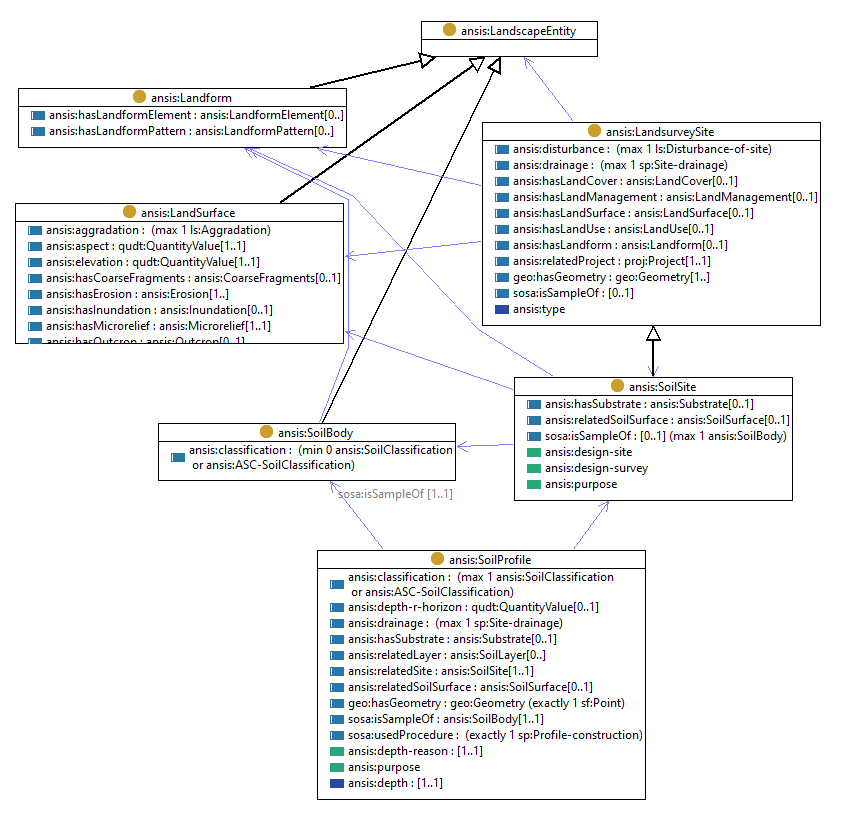 ansis:LandscapeEntity
ansis:Landform
ansis:hasLandformElement : ansis:LandformElement[0..]
ansis:hasLandformPattern : ansis:LandformPattern[0..]
ansis:LandsurveySite
ansis:disturbance : (max 1 ls:Disturbance-of-site)
ansis:drainage : (max 1 sp:Site-drainage)
ansis:hasLandCover : ansis:LandCover[0..1]
ansis:hasLandManagement : ansis:LandManagement[0..1]
ansis:hasLandSurface : ansis:LandSurface[0..1]
ansis:hasLandUse : ansis:LandUse[0..1]
ansis:hasLandform : ansis:Landform[0..1]
ansis:relatedProject : proj:Project[1..1]
geo:hasGeometry : geo:Geometry[1..]
sosa:isSampleOf : [0..1]
ansis:type
ansis:LandSurface
ansis:aggradation : (max 1 ls:Aggradation)
ansis:aspect : qudt:QuantityValue[1..1]
ansis:elevation : qudt:QuantityValue[1..1]
ansis:hasCoarseFragments : ansis:CoarseFragments[0..1]
ansis:hasErosion : ansis:Erosion[1..]
ansis:hasInundation : ansis:Inundation[0..1]
ansis:hasMicrorelief : ansis:Microrelief[1..1]
ansis:hasOutcrop : ansis:Outcrop[0..1]
ansis:SoilSite
ansis:hasSubstrate : ansis:Substrate[0..1]
ansis:relatedSoilSurface : ansis:SoilSurface[0..1]
sosa:isSampleOf : [0..1] (max 1 ansis:SoilBody)
ansis:design-site
ansis:design-survey
ansis:purpose
ansis:SoilBody
ansis:classification : (min 0 ansis:SoilClassification
or ansis:ASC-SoilClassification)
sosa:isSampleOf [1..1]
ansis:SoilProfile
ansis:classification : (max 1 ansis:SoilClassification
or ansis:ASC-SoilClassification)
ansis:depth-r-horizon : qudt:QuantityValue[0..1]
ansis:drainage : (max 1 sp:Site-drainage)
ansis:hasSubstrate : ansis:Substrate[0..1]
ansis:relatedLayer : ansis:SoilLayer[0..]
ansis:relatedSite : ansis:SoilSite[1..1]
ansis:relatedSoilSurface : ansis:SoilSurface[0..1]
geo:hasGeometry : geo:Geometry (exactly 1 sf:Point)
sosa:isSampleOf : ansis:SoilBody[1..1]
sosa:usedProcedure : (exactly 1 sp:Profile-construction)
ansis:depth-reason : [1..1]
ansis:purpose
ansis:depth : [1..1]